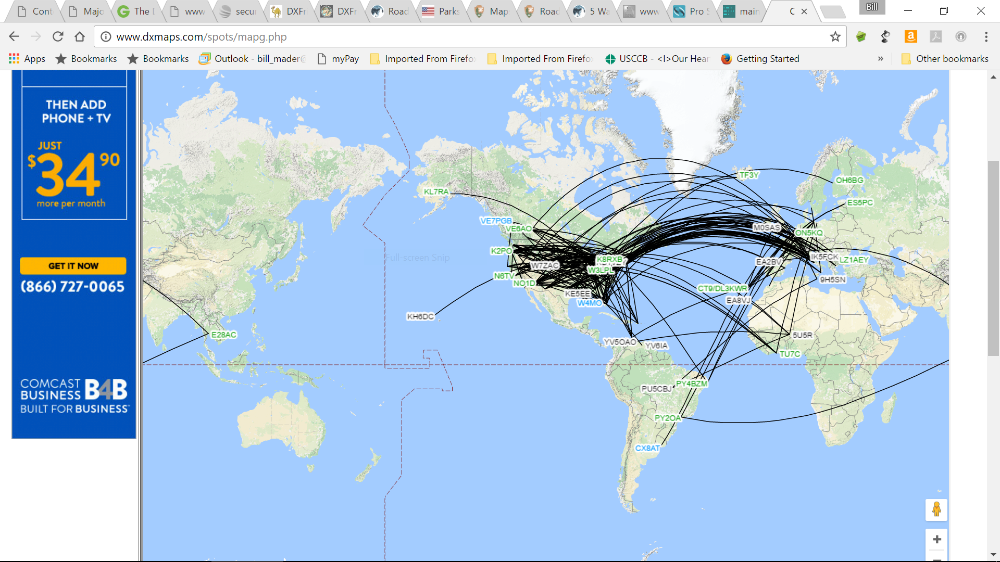 Cont
Majo
The D
www
secur
DXFr
DXFr
Road
Parks
Map
Road
5 Wa
www
Pro S
main
C
Bill
www.dxmaps.com/spots/mapg.php
Apps
Bookmarks
Bookmarks
Outlook - bill_mader@
myPay
Imported From Firefo
Imported From Firefo
USCCB - <I>Our Hear
Getting Started
»
Other bookmarks
THEN ADD
PHONE + TV
JUST
$34 90
more per month
GET IT NOW
(866) 727-0065
COMCAST
BUSINESS B4B
BUILT FOR BUSINESS
Full-screen Snip
TF3Y
OH6BG
KL7RA
ES5PC
VE7PGB
VE6AO
M0SAS
ON5KQ
K2PO
K8RXB
IK5FCK
LZ1AEY
W7ZAC
EA2BV
W3LPL
N6TV
NO1D
9H5SN
CT9/DL3KWR
KE5EE
EA8VJ
W4MO
KH6DC
E28AC
5U5R
YV5OAO
YV6IA
TU7C
PY4BZM
PU5CBJ
PY2OA
CX8AT